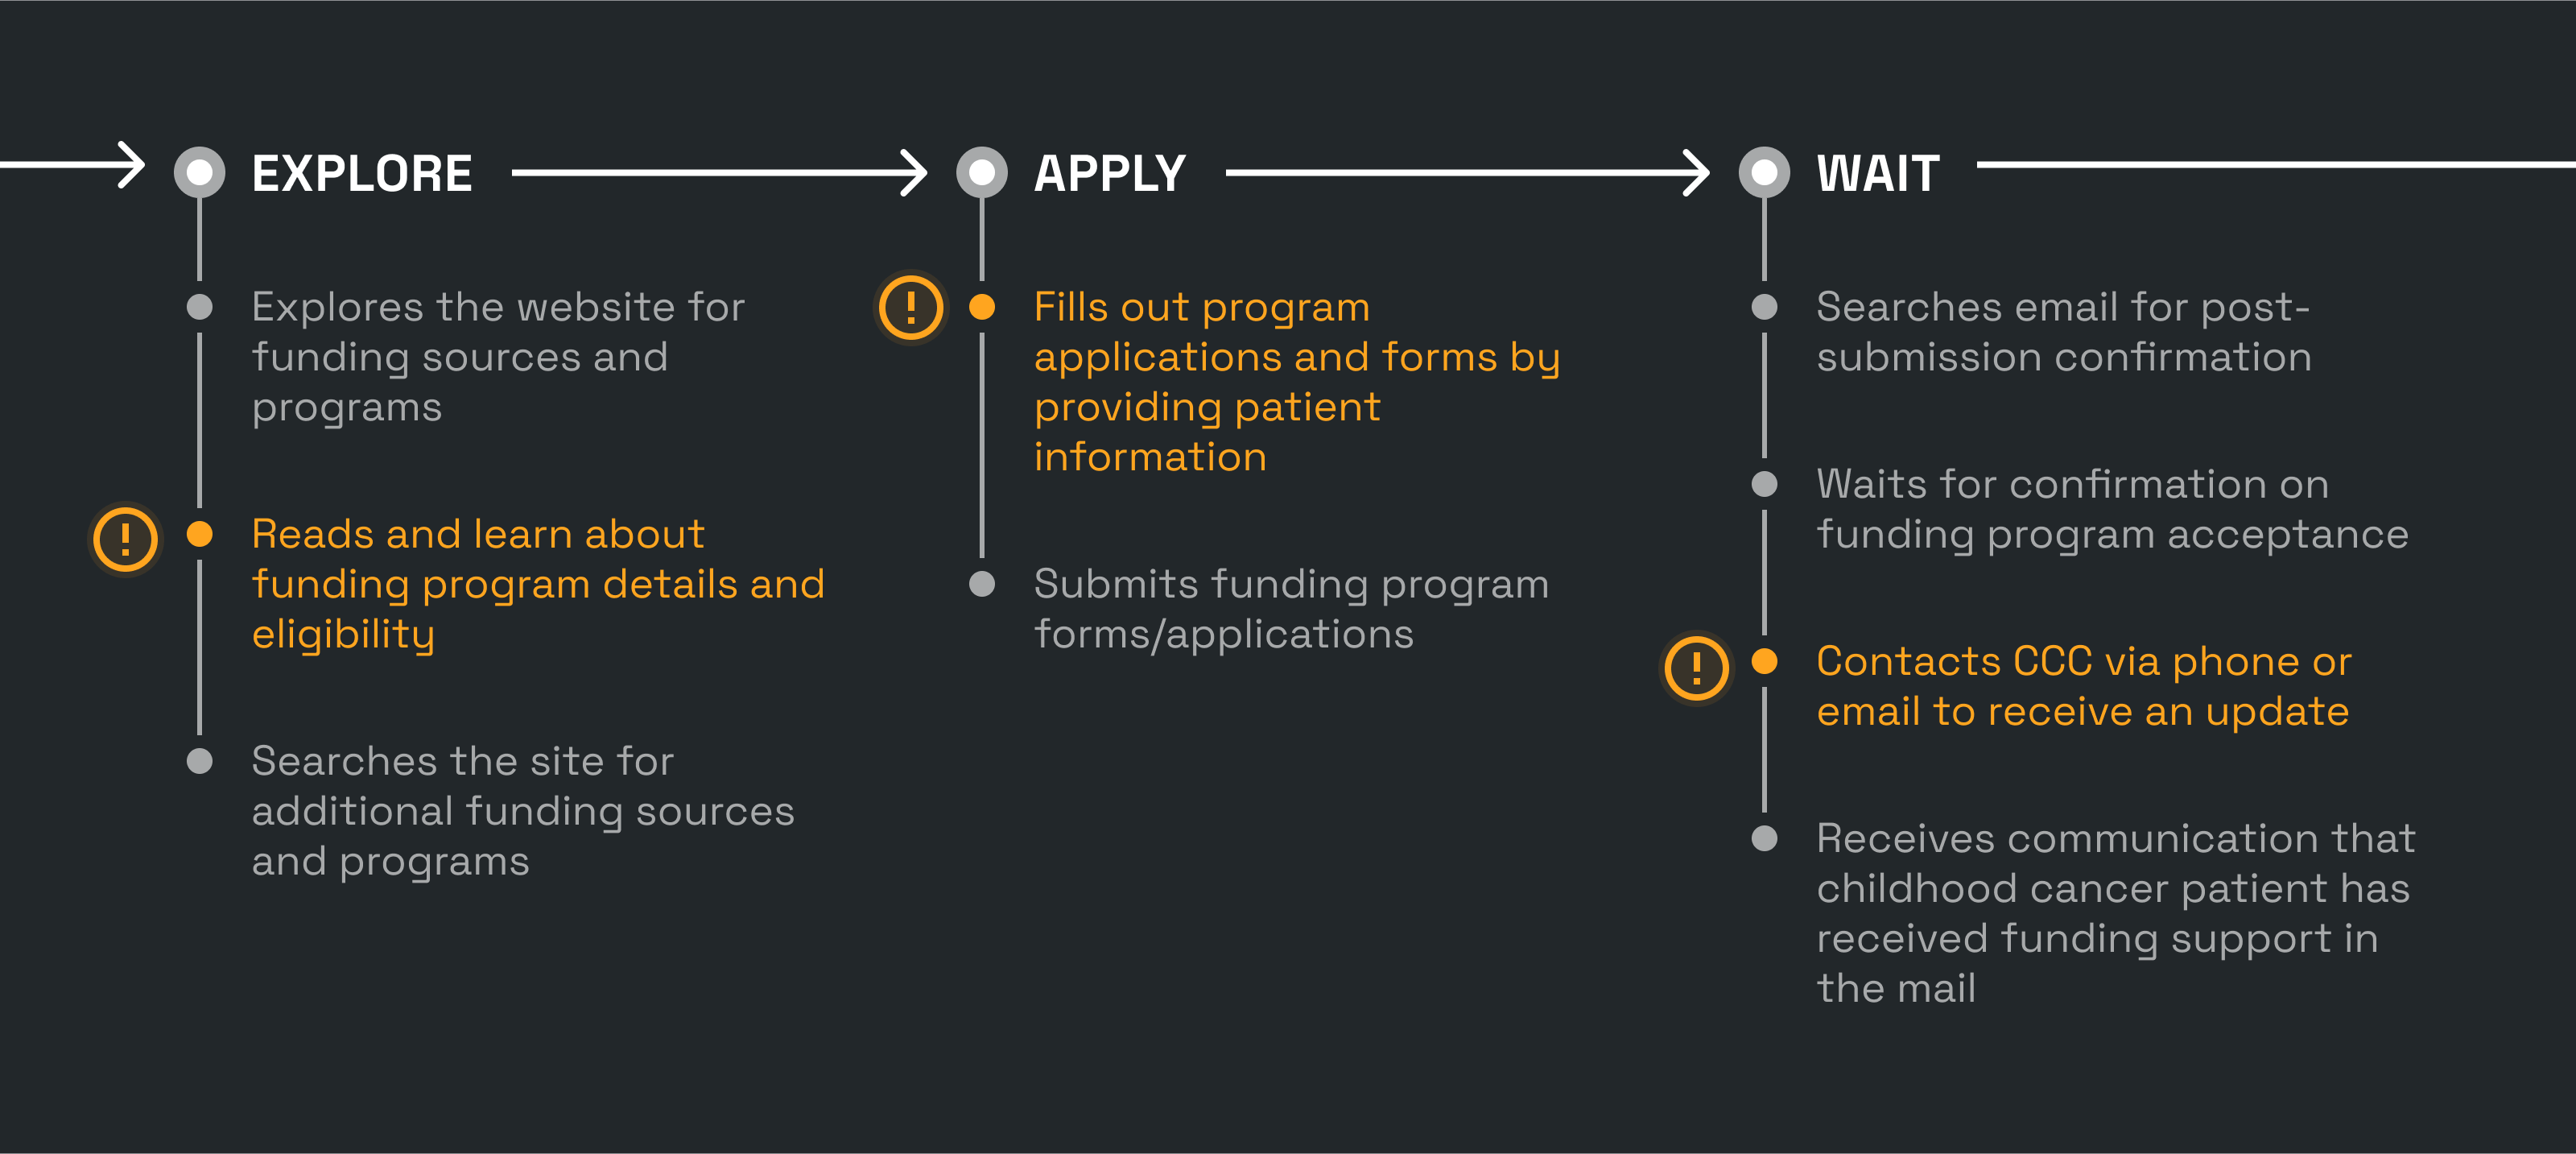 EXPLORE
Explores the website for
funding sources and
programs
!
Reads and learn about
funding program details and
eligibility
Searches the site for
additional funding sources
and programs
APPLY
!
Fills out program
applications and forms by
providing patient
information
Submits funding program
forms/applications
WAIT
Searches email for post-
submission confirmation
Waits for confirmation on
funding program acceptance
!
Contacts CCC via phone or
email to receive an update
Receives communication that
childhood cancer patient has
received funding support in
the mail